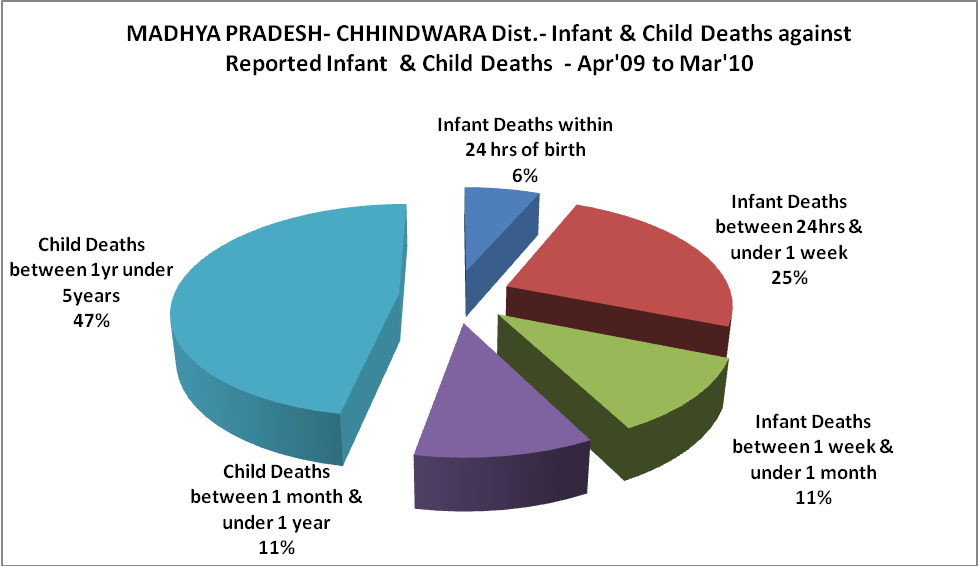 MADHYA PRADESH- CHHINDWARA Dist.- Infant & Child Deaths against
Reported Infant & Child Deaths - Apr'09 to Mar'10
Infant Deaths within
24 hrs of birth
6%
Infant Deaths
between 24hrs &
under 1 week
25%
Infant Deaths
between 1 week &
under 1 month
11%
Child Deaths
between 1 month &
under 1 year
11%
Child Deaths
between 1yr under
5years
47%